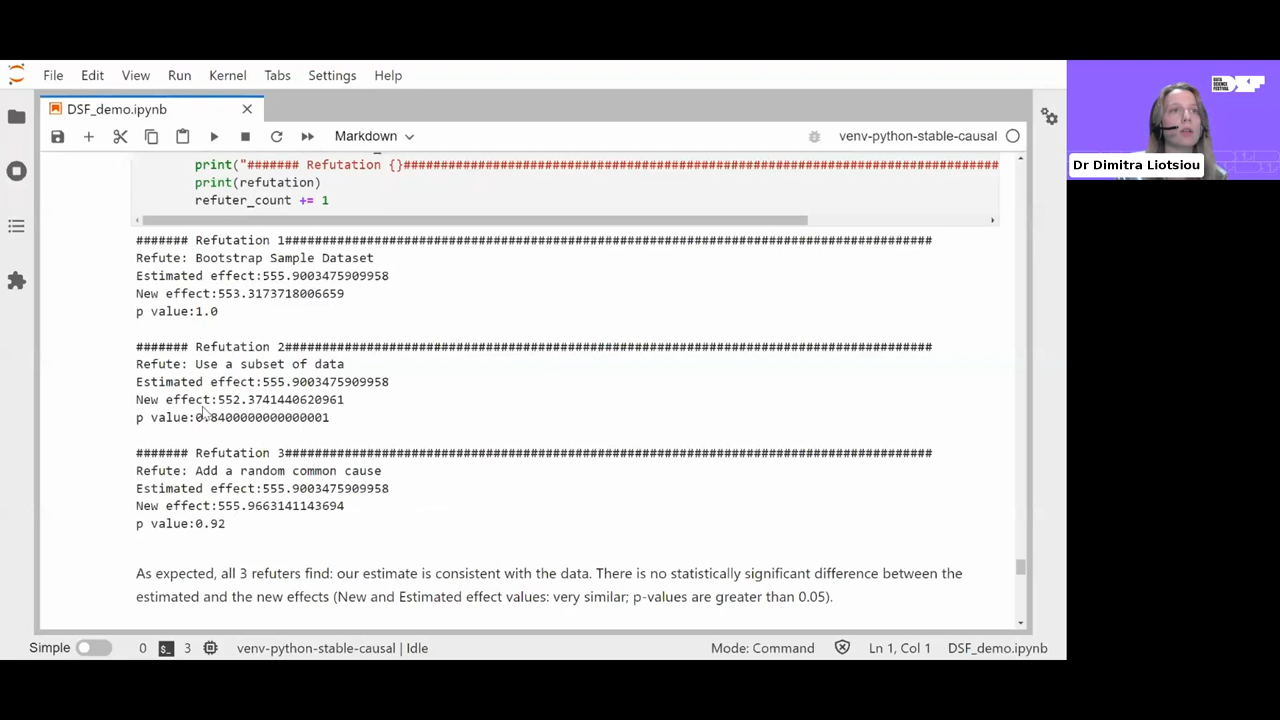 File Edit View Run Kernel Tabs Settings Help
DATA SCIENCE FESTIVAL DSF
DSF_demo.ipynb
Markdown
venv-python-stable-causal
Dr Dimitra Liotsiou
print("####### Refutation {}################################################################################
print(refutation)
refuter_count += 1
####### Refutation 1#######################################################################################
Refute: Bootstrap Sample Dataset
Estimated effect:555.9003475909958
New effect:553.3173718006659
p value:1.0
####### Refutation 2#######################################################################################
Refute: Use a subset of data
Estimated effect:555.9003475909958
New effect:552.3741440620961
p value:0.8400000000000001
####### Refutation 3#######################################################################################
Refute: Add a random common cause
Estimated effect:555.9003475909958
New effect:555.9663141143694
p value:0.92
As expected, all 3 refuters find: our estimate is consistent with the data. There is no statistically significant difference between the
estimated and the new effects (New and Estimated effect values: very similar; p-values are greater than 0.05).
Simple 0 3 venv-python-stable-causal | Idle Mode: Command Ln 1, Col 1 DSF_demo.ipynb